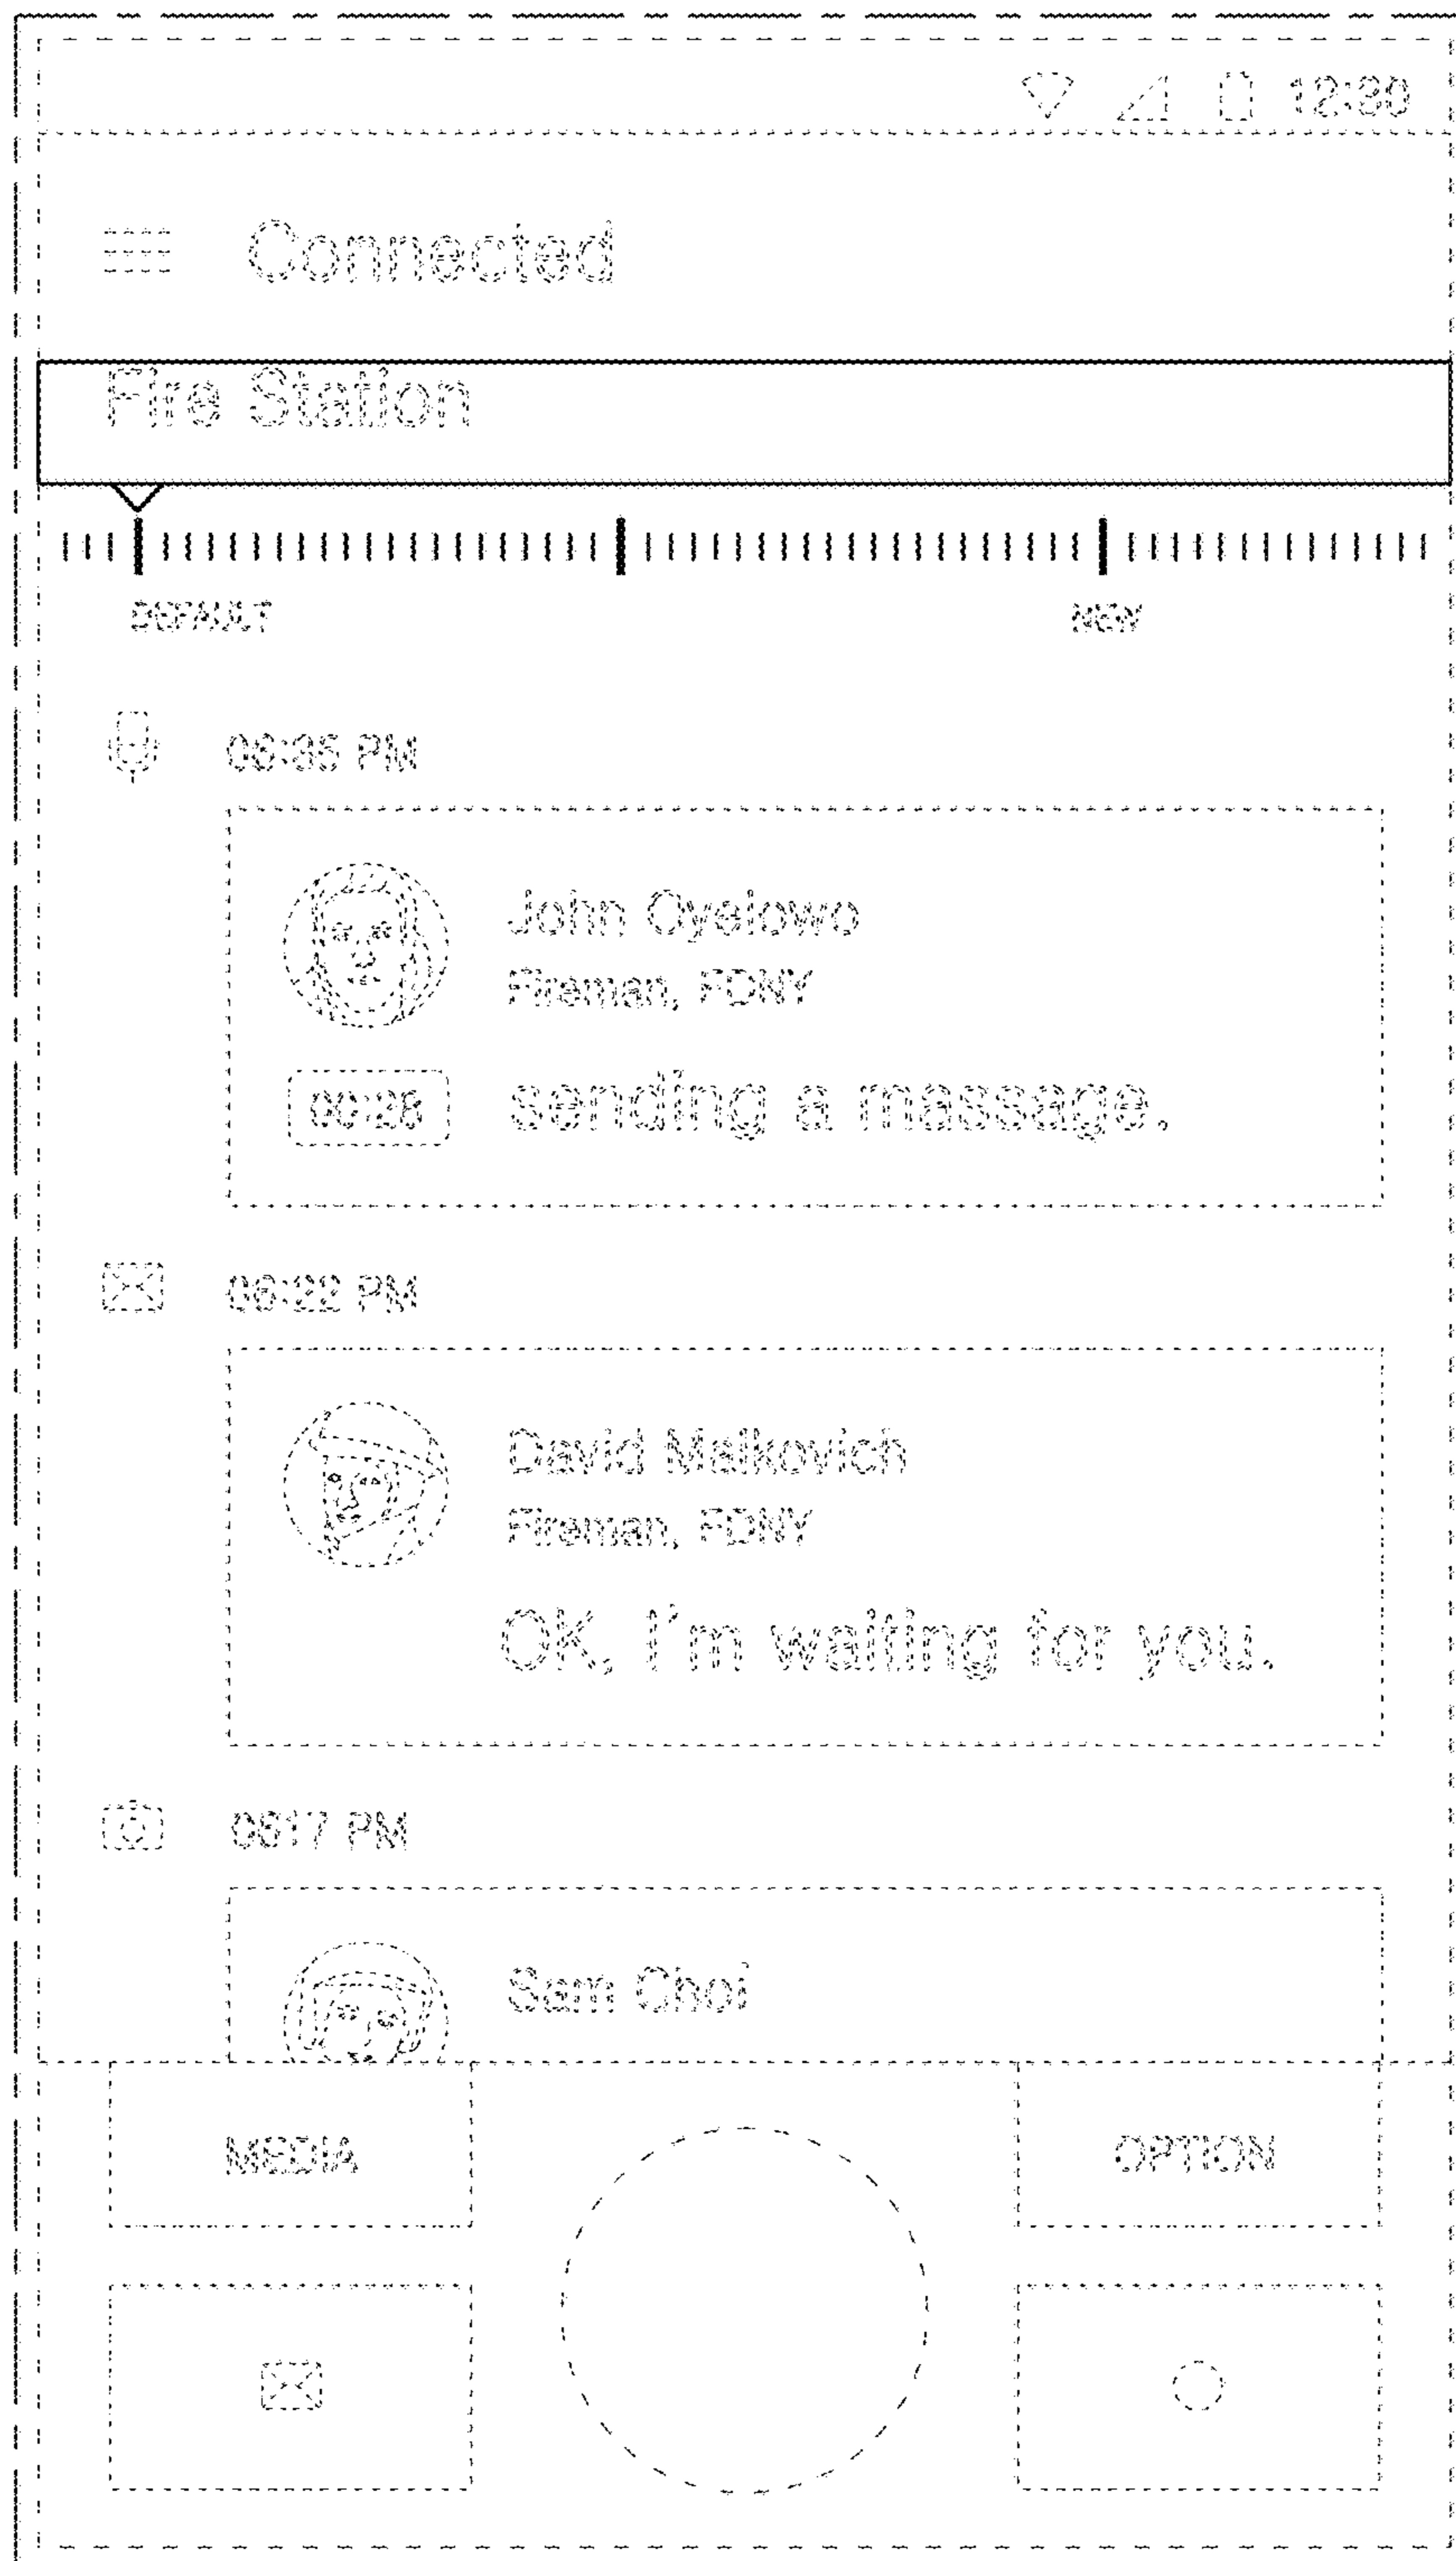 12:30
Connected
Fire Station
DEFAULT NEW
06:35 PM
John Oyelowo
Fireman, FDNY
00:28 sending a massage.
06:22 PM
David Malkovich
Fireman, FDNY
OK, I'm waiting for you.
0617 PM
Sam Choi
MEDIA OPTION